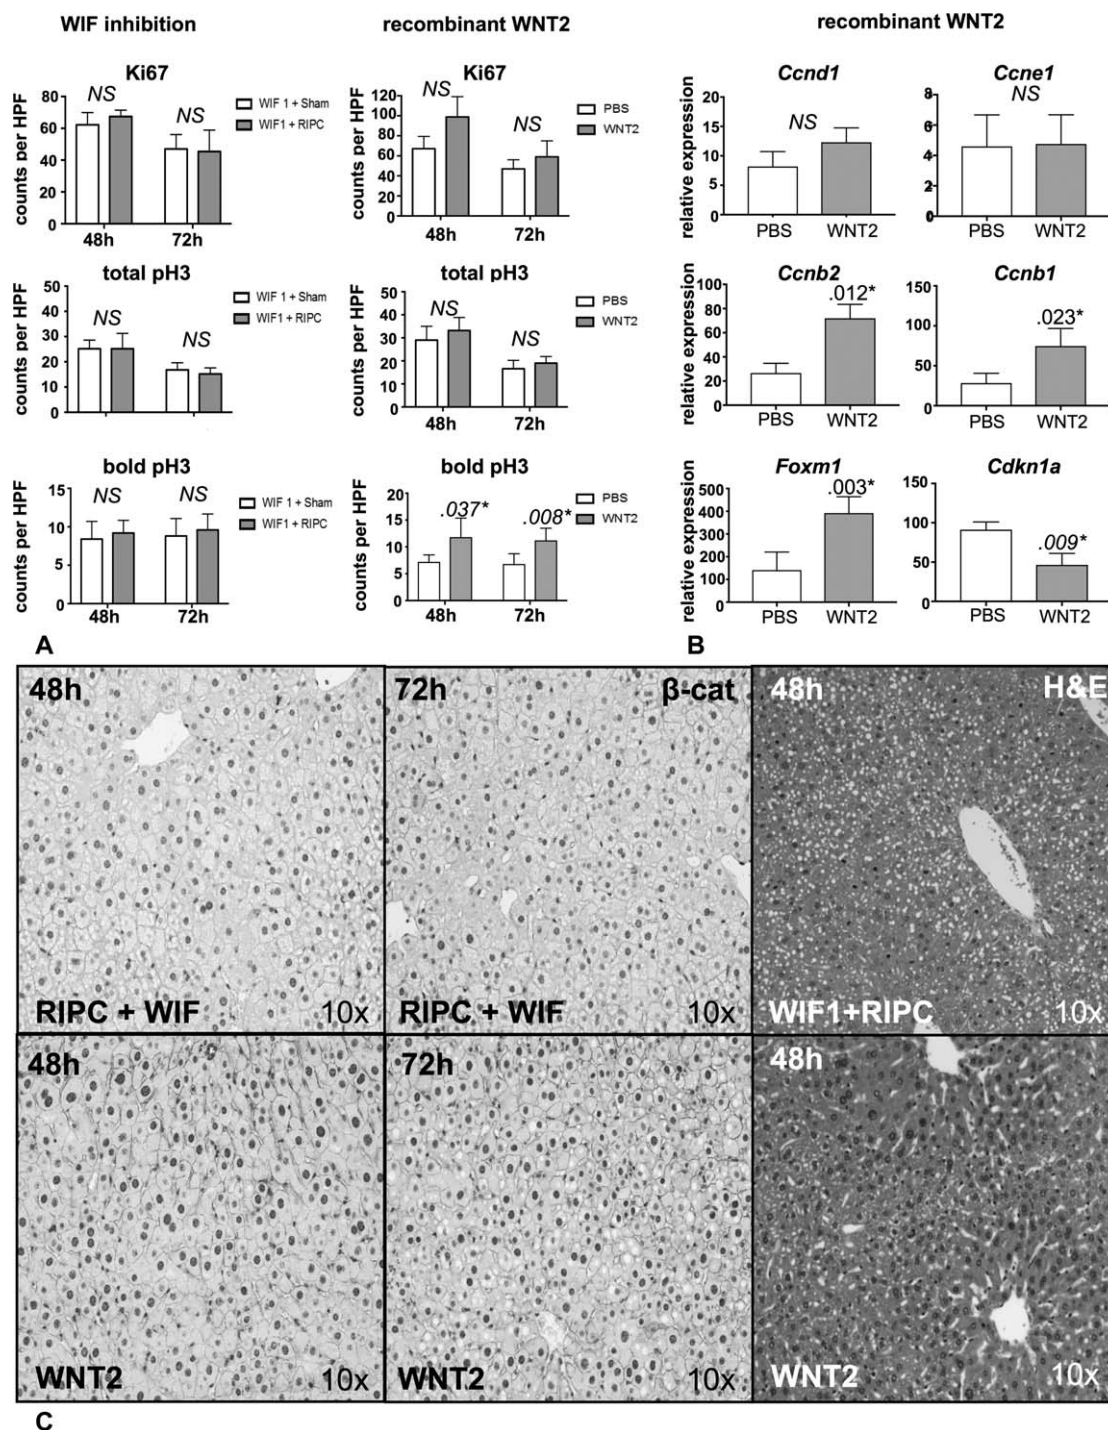 WIF inhibition
Ki67
NS
NS
counts per HPF
80
60
40
20
0
48h
72h
WIF 1 + Sham
WIF1 + RIPC
total pH3
NS
NS
counts per HPF
50
40
30
20
10
0
WIF 1 + Sham
WIF1 + RIPC
bold pH3
NS
NS
counts per HPF
15
10
5
0
48h
72h
WIF 1 + Sham
WIF1 + RIPC
recombinant WNT2
Ki67
NS
NS
counts per HPF
120
100
80
60
40
20
0
48h
72h
PBS
WNT2
total pH3
NS
NS
counts per HPF
50
40
30
20
10
0
48h
72h
PBS
WNT2
bold pH3
.037*
.008*
counts per HPF
20
15
10
5
0
48h
72h
PBS
WNT2
A
recombinant WNT2
Ccnd1
NS
relative expression
20
15
10
5
0
PBS
WNT2
Ccne1
NS
8
6
4
2
0
PBS
WNT2
Ccnb2
.012*
relative expression
100
80
60
40
20
0
PBS
WNT2
Ccnb1
.023*
150
100
50
0
PBS
WNT2
Foxm1
.003*
relative expression
500
400
300
200
100
0
PBS
WNT2
Cdkn1a
.009*
150
100
50
0
PBS
WNT2
B
48h
RIPC + WIF
10x
72h
β-cat
RIPC + WIF
10x
48h
H&E
WIF1+RIPC
10x
48h
WNT2
10x
72h
WNT2
10x
48h
WNT2
10x
C